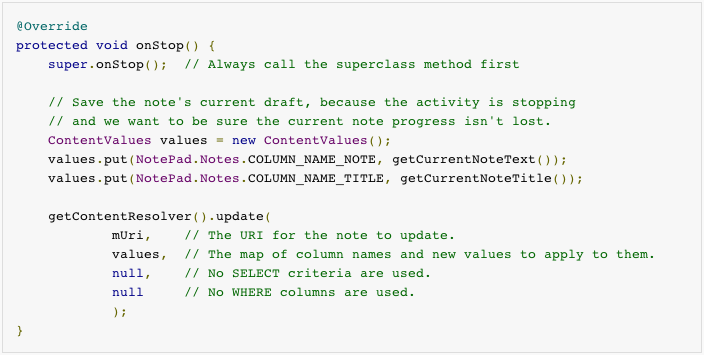 @Override
protected void onStop() {
    super.onStop();  // Always call the superclass method first

    // Save the note's current draft, because the activity is stopping
    // and we want to be sure the current note progress isn't lost.
    ContentValues values = new ContentValues();
    values.put(NotePad.Notes.COLUMN_NAME_NOTE, getCurrentNoteText());
    values.put(NotePad.Notes.COLUMN_NAME_TITLE, getCurrentNoteTitle());

    getContentResolver().update(
            mUri,    // The URI for the note to update.
            values,  // The map of column names and new values to apply to them.
            null,    // No SELECT criteria are used.
            null     // No WHERE columns are used.
            );
}